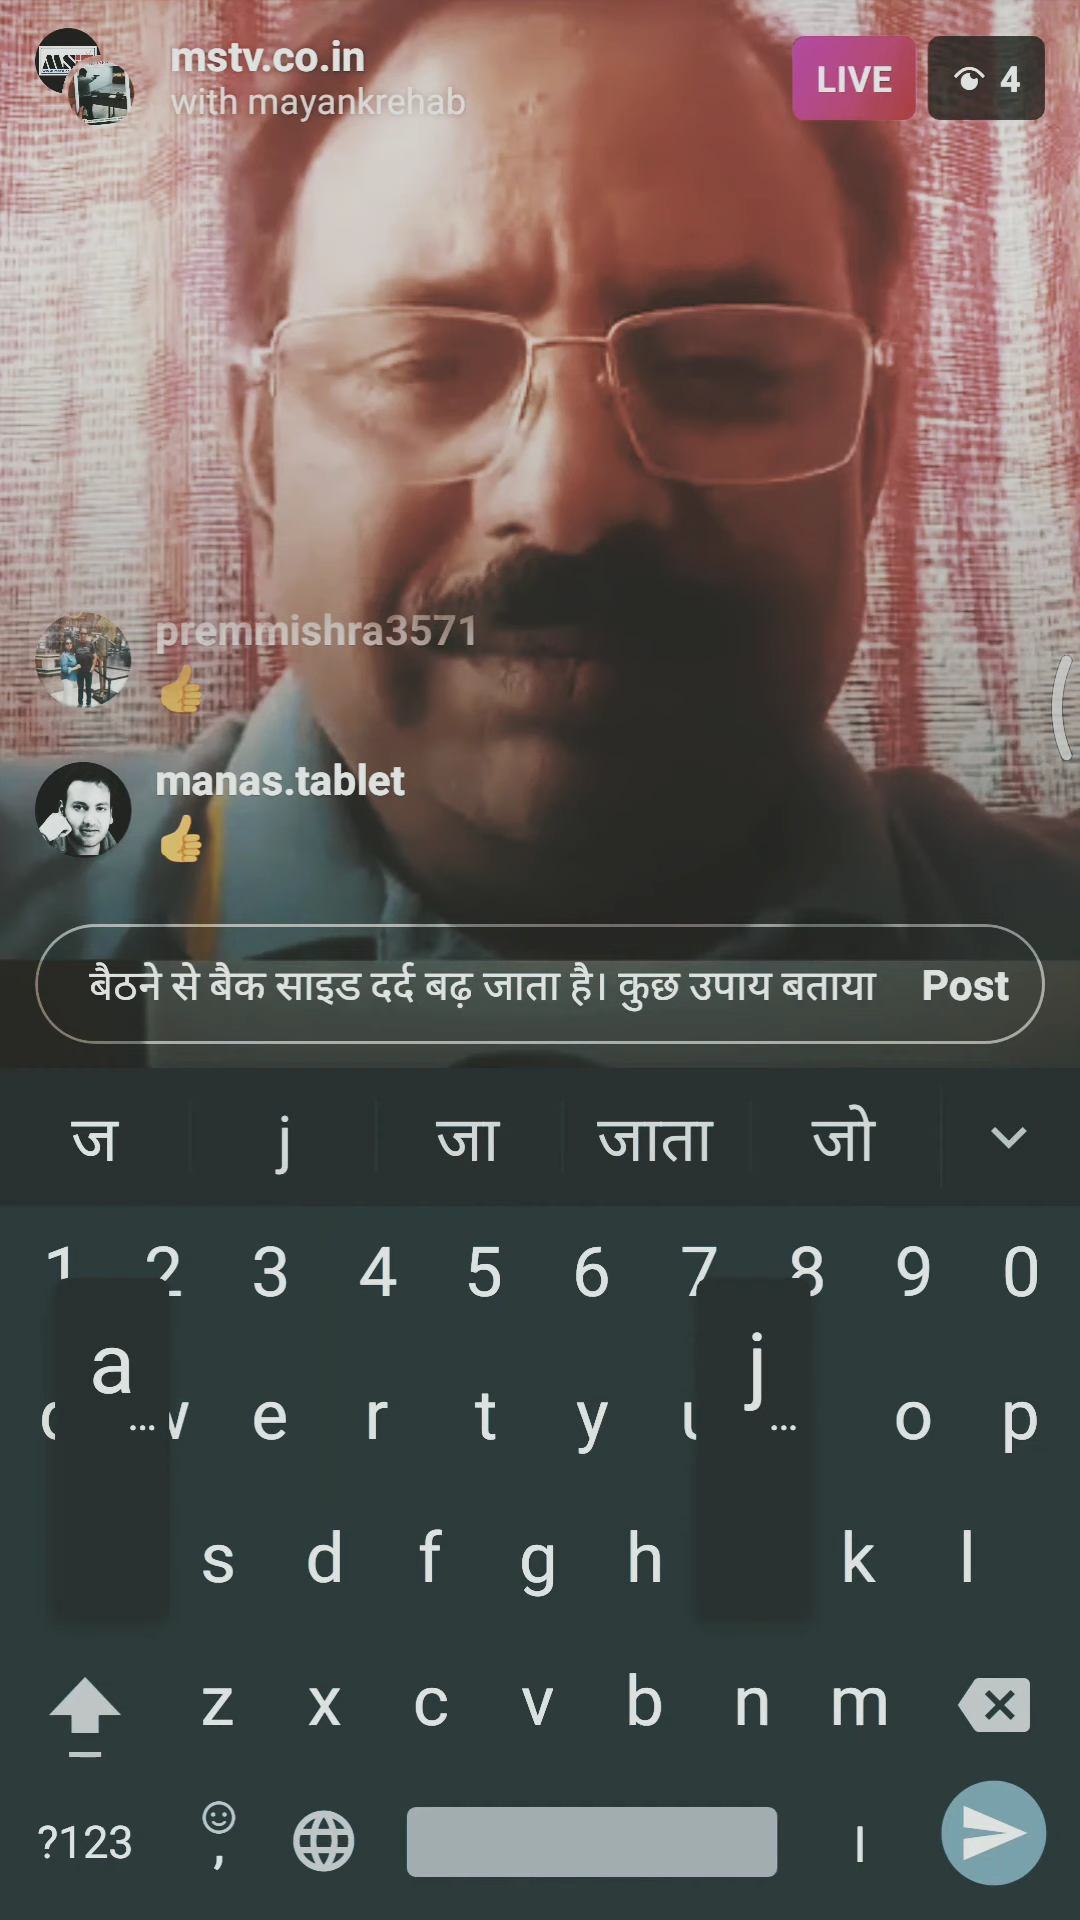 mstv.co.in
with mayankrehab
LIVE
4
premmishra3571
👍
manas.tablet
👍
बैठने से बैक साइड दर्द बढ़ जाता है। कुछ उपाय बताया
Post
ज j जा जाता जो
1 2 3 4 5 6 7 8 9 0
a j
w e r t y u o p
s d f g h k l
z x c v b n m
?123 , |